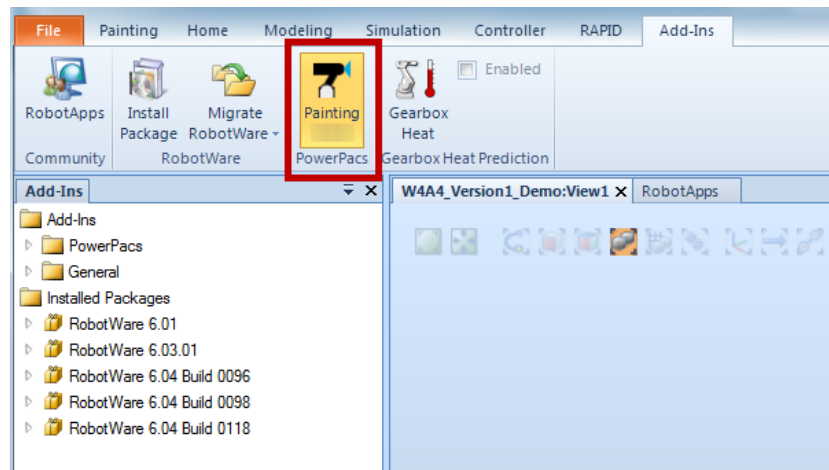 File Painting Home Modeling Simulation Controller RAPID Add-Ins
RobotApps
Install
Package
Migrate
RobotWare
Painting
Gearbox
Heat
Enabled
Community RobotWare PowerPacs Gearbox Heat Prediction
Add-Ins
W4A4_Version1_Demo:View1 X RobotApps
Add-Ins
PowerPacs
General
Installed Packages
RobotWare 6.01
RobotWare 6.03.01
RobotWare 6.04 Build 0096
RobotWare 6.04 Build 0098
RobotWare 6.04 Build 0118